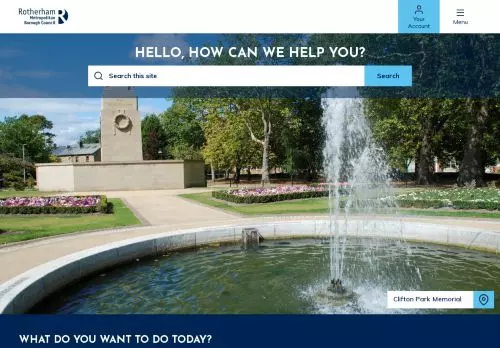 Rotherham
Metropolitan
Borough Council
Your
Account
Menu
HELLO, HOW CAN WE HELP YOU?
Search this site
Search
Clifton Park Memorial
WHAT DO YOU WANT TO DO TODAY?